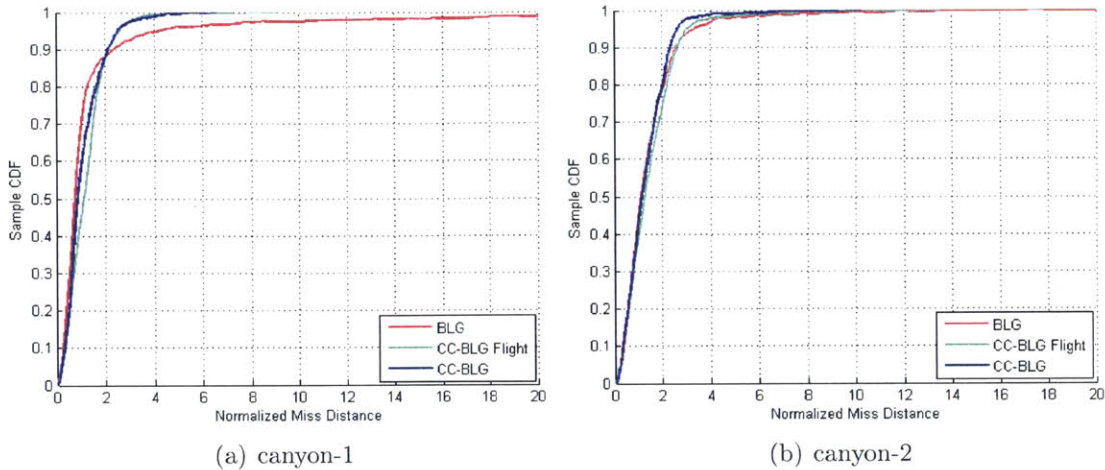 1
0.9
0.8
0.7
0.6
0.5
0.4
0.3
0.2
0.1
0
Sample CDF
0 2 4 6 8 10 12 14 16 18 20
Normalized Miss Distance
BLG
CC-BLG Flight
CC-BLG
(a) canyon-1
1
0.9
0.8
0.7
0.6
0.5
0.4
0.3
0.2
0.1
0
Sample CDF
0 2 4 6 8 10 12 14 16 18 20
Normalized Miss Distance
BLG
CC-BLG Flight
CC-BLG
(b) canyon-2